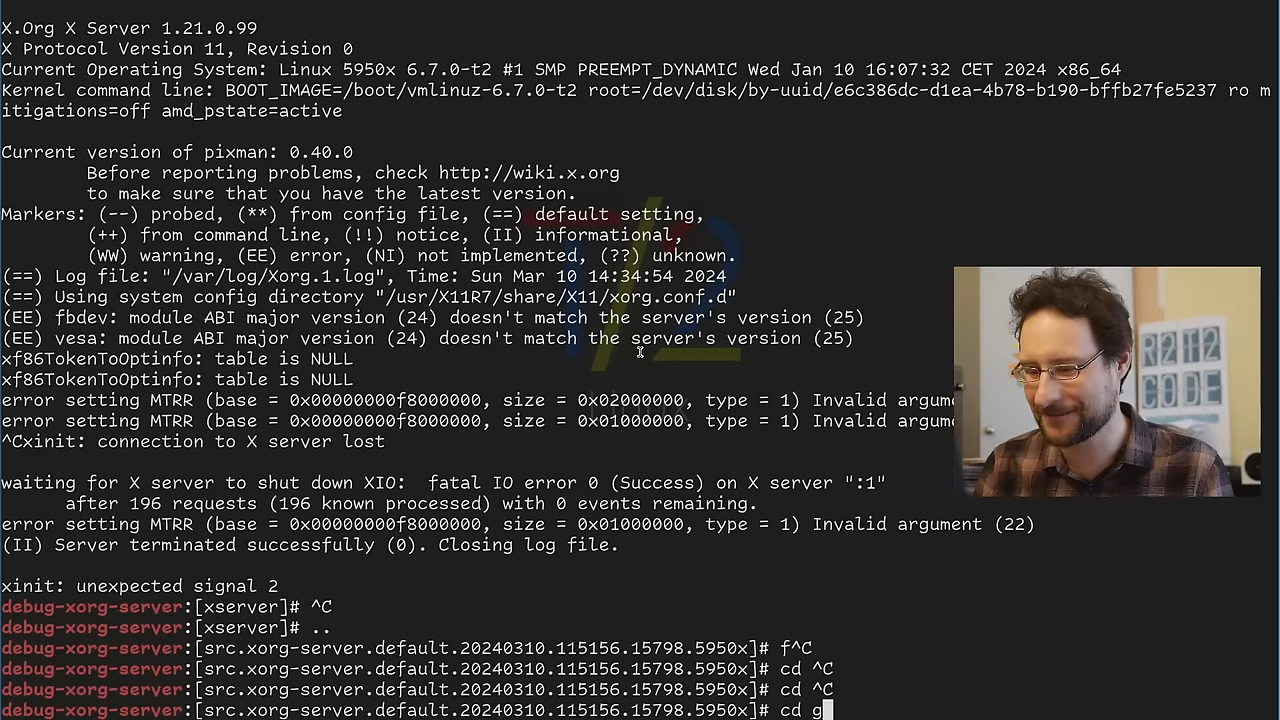 X.Org X Server 1.21.0.99
X Protocol Version 11, Revision 0
Current Operating System: Linux 5950x 6.7.0-t2 #1 SMP PREEMPT_DYNAMIC Wed Jan 10 16:07:32 CET 2024 x86_64
Kernel command line: BOOT_IMAGE=/boot/vmlinuz-6.7.0-t2 root=/dev/disk/by-uuid/e6c386dc-d1ea-4b78-b190-bffb27fe5237 ro m
itigations=off amd_pstate=active
Current version of pixman: 0.40.0
Before reporting problems, check http://wiki.x.org
to make sure that you have the latest version.
Markers: (--) probed, (**) from config file, (==) default setting,
(++) from command line, (!!) notice, (II) informational,
(WW) warning, (EE) error, (NI) not implemented, (??) unknown.
(==) Log file: "/var/log/Xorg.1.log", Time: Sun Mar 10 14:34:54 2024
(==) Using system config directory "/usr/X11R7/share/X11/xorg.conf.d"
(EE) fbdev: module ABI major version (24) doesn't match the server's version (25)
(EE) vesa: module ABI major version (24) doesn't match the server's version (25)
xf86TokenToOptinfo: table is NULL
xf86TokenToOptinfo: table is NULL
error setting MTRR (base = 0x00000000f8000000, size = 0x02000000, type = 1) Invalid argume
error setting MTRR (base = 0x00000000f8000000, size = 0x01000000, type = 1) Invalid argume
^Cxinit: connection to X server lost
waiting for X server to shut down XIO:  fatal IO error 0 (Success) on X server ":1"
after 196 requests (196 known processed) with 0 events remaining.
error setting MTRR (base = 0x00000000f8000000, size = 0x01000000, type = 1) Invalid argument (22)
(II) Server terminated successfully (0). Closing log file.
xinit: unexpected signal 2
debug-xorg-server:[xserver]# ^C
debug-xorg-server:[xserver]# ..
debug-xorg-server:[src.xorg-server.default.20240310.115156.15798.5950x]# f^C
debug-xorg-server:[src.xorg-server.default.20240310.115156.15798.5950x]# cd ^C
debug-xorg-server:[src.xorg-server.default.20240310.115156.15798.5950x]# cd ^C
debug-xorg-server:[src.xorg-server.default.20240310.115156.15798.5950x]# cd g
T/2
Linux
R2T2
CODE